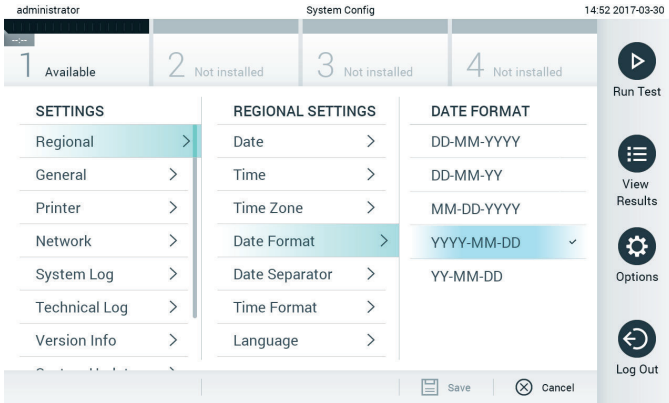 administrator
System Config
14:52 2017-03-30
--:--
1 Available
2 Not installed
3 Not installed
4 Not installed
Run Test
View
Results
Options
Log Out
SETTINGS
Regional
General
Printer
Network
System Log
Technical Log
Version Info
REGIONAL SETTINGS
Date
Time
Time Zone
Date Format
Date Separator
Time Format
Language
DATE FORMAT
DD-MM-YYYY
DD-MM-YY
MM-DD-YYYY
YYYY-MM-DD
YY-MM-DD
Save
Cancel